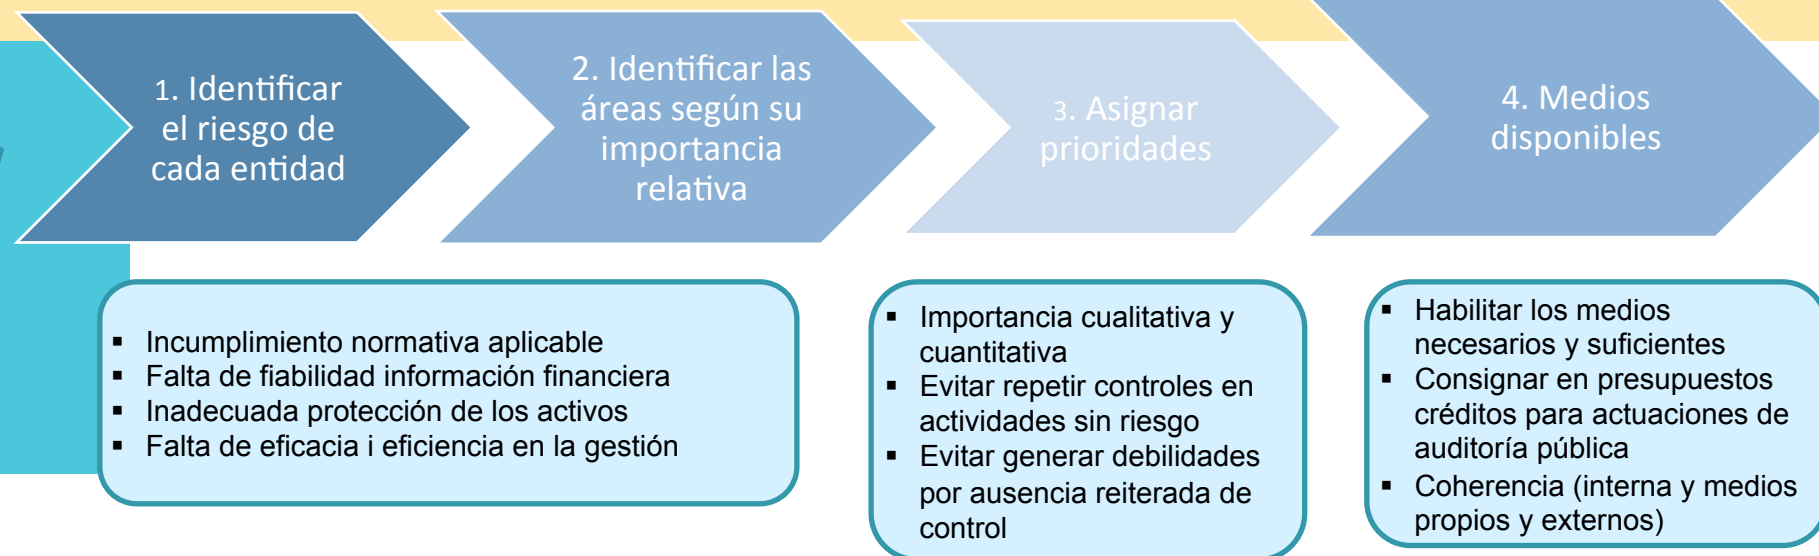 1. Identificar
el riesgo de
cada entidad
2. Identificar las
áreas según su
importancia
relativa
3. Asignar
prioridades
4. Medios
disponibles
▪ Incumplimiento normativa aplicable
▪ Falta de fiabilidad información financiera
▪ Inadecuada protección de los activos
▪ Falta de eficacia i eficiencia en la gestión
▪ Importancia cualitativa y
cuantitativa
▪ Evitar repetir controles en
actividades sin riesgo
▪ Evitar generar debilidades
por ausencia reiterada de
control
▪ Habilitar los medios
necesarios y suficientes
▪ Consignar en presupuestos
créditos para actuaciones de
auditoría pública
▪ Coherencia (interna y medios
propios y externos)